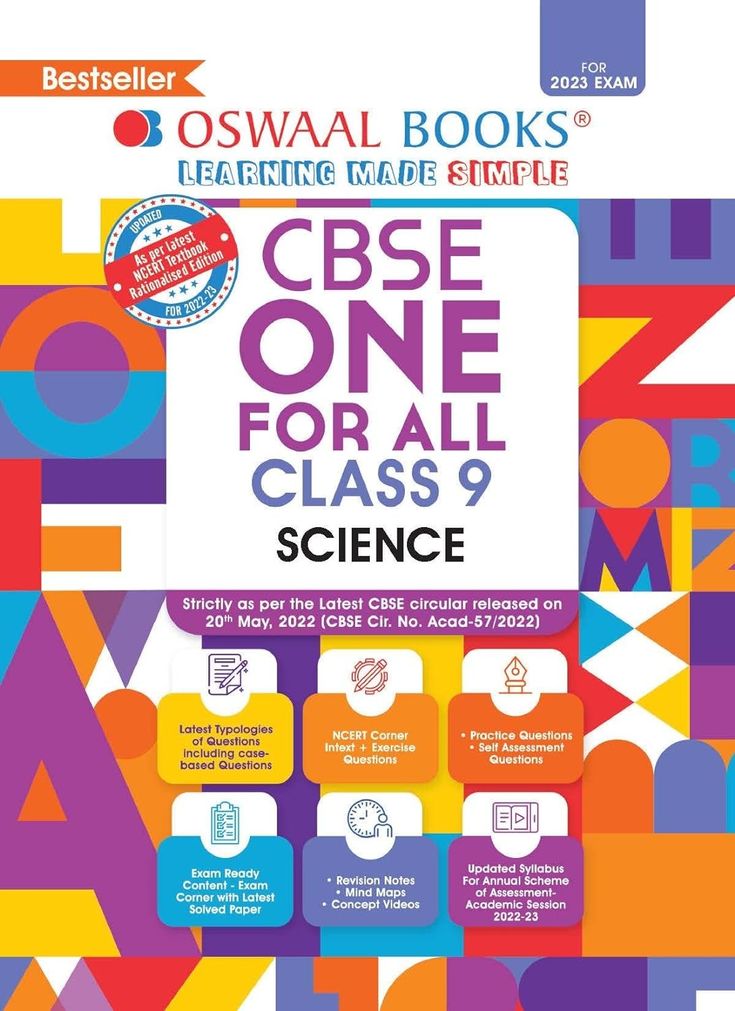 Bestseller
FOR
2023 EXAM
OSWAAL BOOKS®
LEARNING MADE SIMPLE
UPDATED
As per latest
NCERT Textbook
Rationalised Edition
FOR 2022-23
CBSE
ONE
FOR ALL
CLASS 9
SCIENCE
Strictly as per the Latest CBSE circular released on
20th May, 2022 (CBSE Cir. No. Acad-57/2022)
Latest Typologies
of Questions
including case-
based Questions
NCERT Corner
Intext + Exercise
Questions
• Practice Questions
• Self Assessment
Questions
Exam Ready
Content - Exam
Corner with Latest
Solved Paper
• Revision Notes
• Mind Maps
• Concept Videos
Updated Syllabus
For Annual Scheme
of Assessment-
Academic Session
2022-23